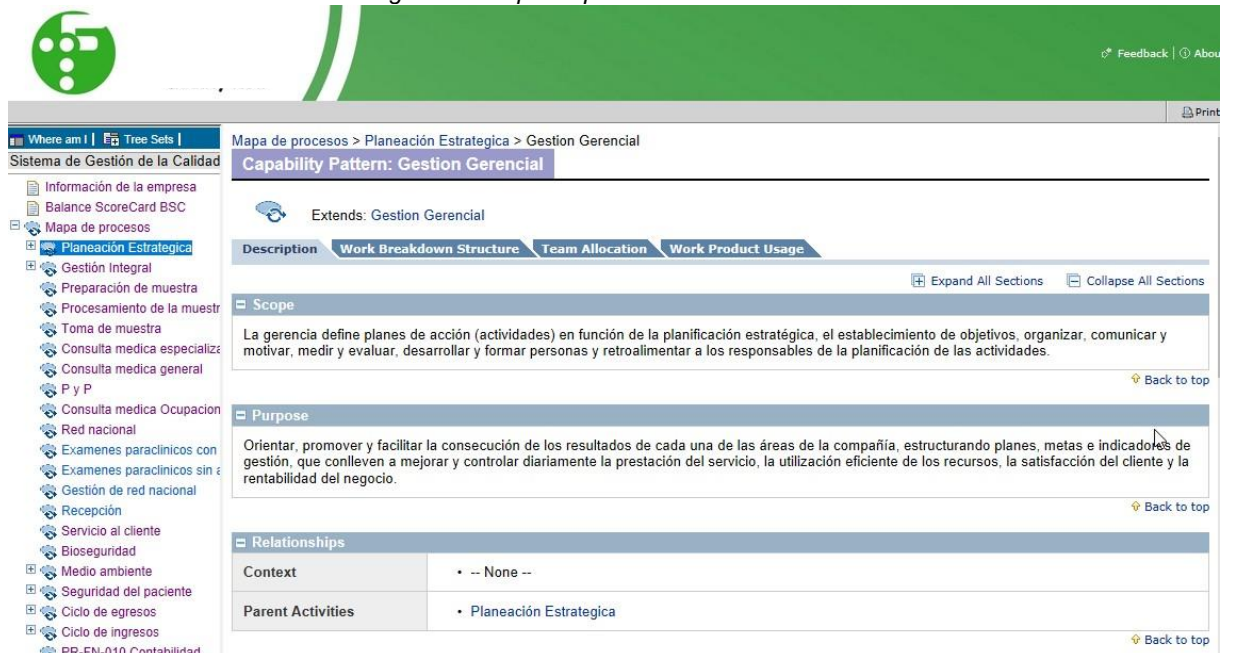 Feedback | Abou
Print
Where am I | Tree Sets |
Sistema de Gestión de la Calidad
Información de la empresa
Balance ScoreCard BSC
Mapa de procesos
Planeación Estrategica
Gestión Integral
Preparación de muestra
Procesamiento de la muestr
Toma de muestra
Consulta medica especializa
Consulta medica general
P y P
Consulta medica Ocupacion
Red nacional
Examenes paraclinicos con
Examenes paraclinicos sin a
Gestión de red nacional
Recepción
Servicio al cliente
Bioseguridad
Medio ambiente
Seguridad del paciente
Ciclo de egresos
Ciclo de ingresos
PR-FN-010 Contabilidad
Mapa de procesos > Planeación Estrategica > Gestion Gerencial
Capability Pattern: Gestion Gerencial
Extends: Gestion Gerencial
Description Work Breakdown Structure Team Allocation Work Product Usage
Expand All Sections Collapse All Sections
Scope
La gerencia define planes de acción (actividades) en función de la planificación estratégica, el establecimiento de objetivos, organizar, comunicar y
motivar, medir y evaluar, desarrollar y formar personas y retroalimentar a los responsables de la planificación de las actividades.
Back to top
Purpose
Orientar, promover y facilitar la consecución de los resultados de cada una de las áreas de la compañía, estructurando planes, metas e indicadores de
gestión, que conlleven a mejorar y controlar diariamente la prestación del servicio, la utilización eficiente de los recursos, la satisfacción del cliente y la
rentabilidad del negocio.
Back to top
Relationships
Context • -- None --
Parent Activities • Planeación Estrategica
Back to top